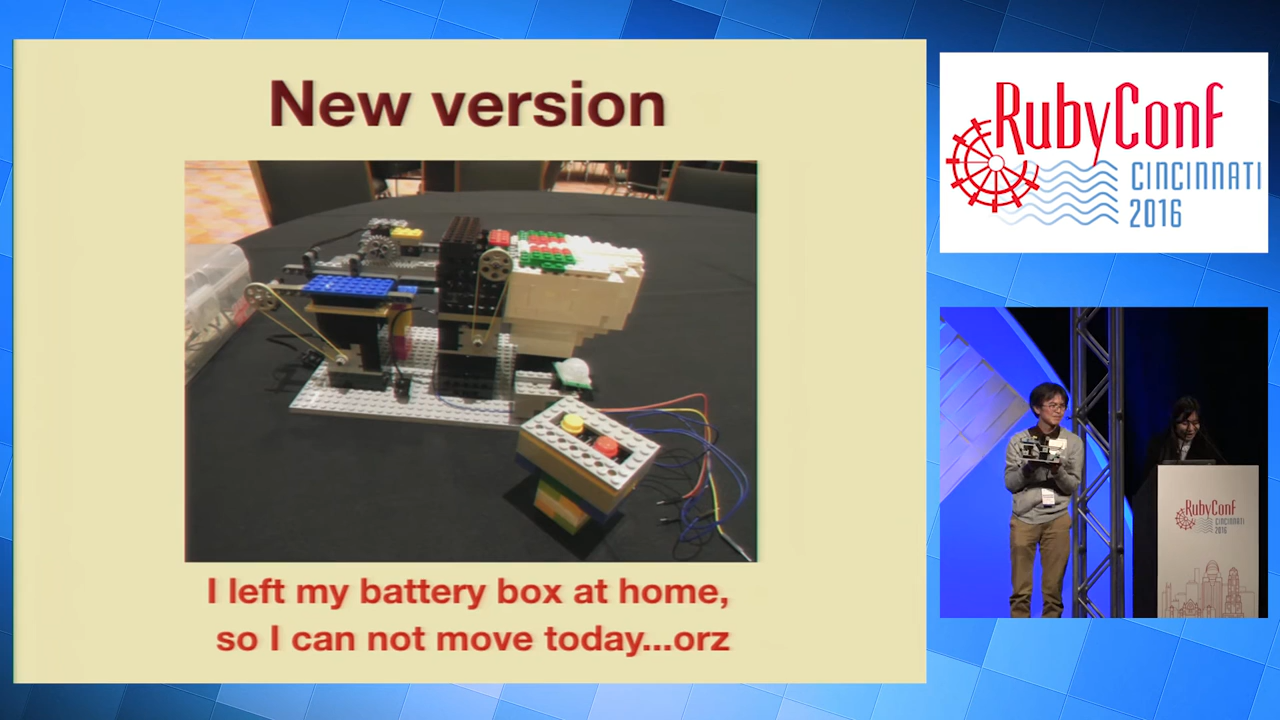 New version
I left my battery box at home,
so I can not move today...orz
RubyConf
CINCINNATI
2016
RubyConf
CINCINNATI
2016